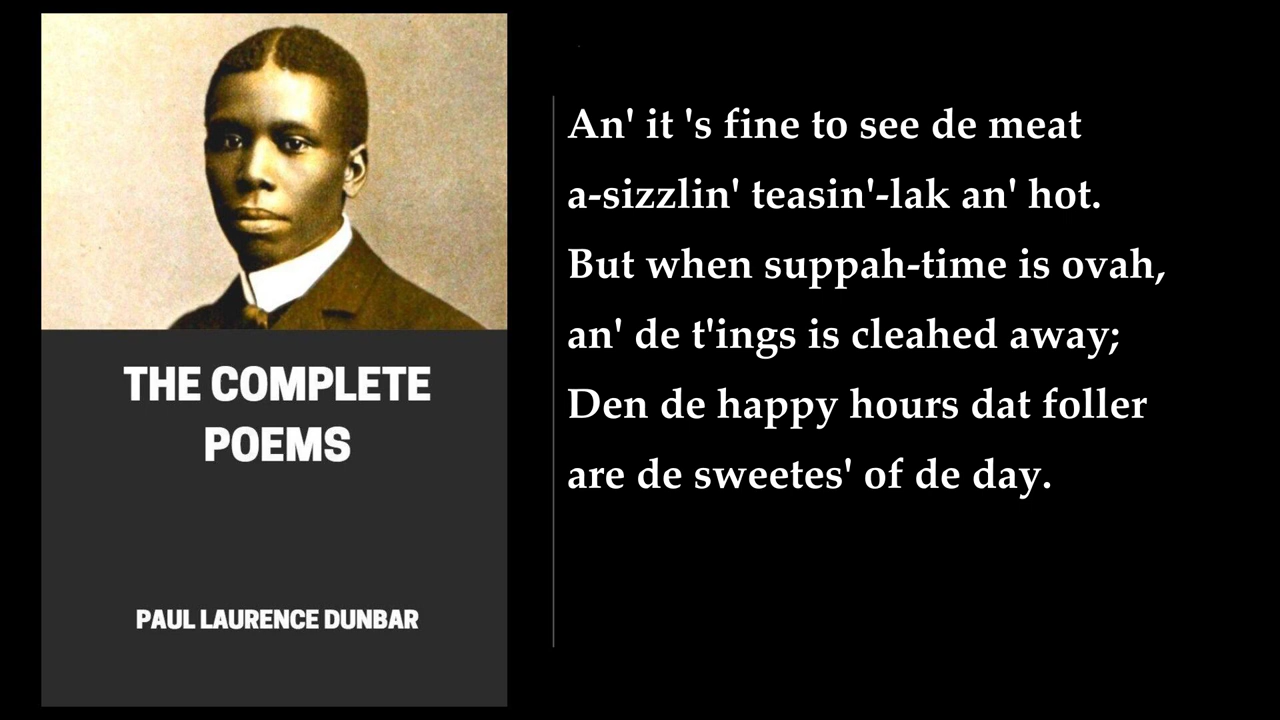 THE COMPLETE
POEMS
PAUL LAURENCE DUNBAR
An' it 's fine to see de meat
a-sizzlin' teasin'-lak an' hot.
But when suppah-time is ovah,
an' de t'ings is cleahed away;
Den de happy hours dat foller
are de sweetes' of de day.